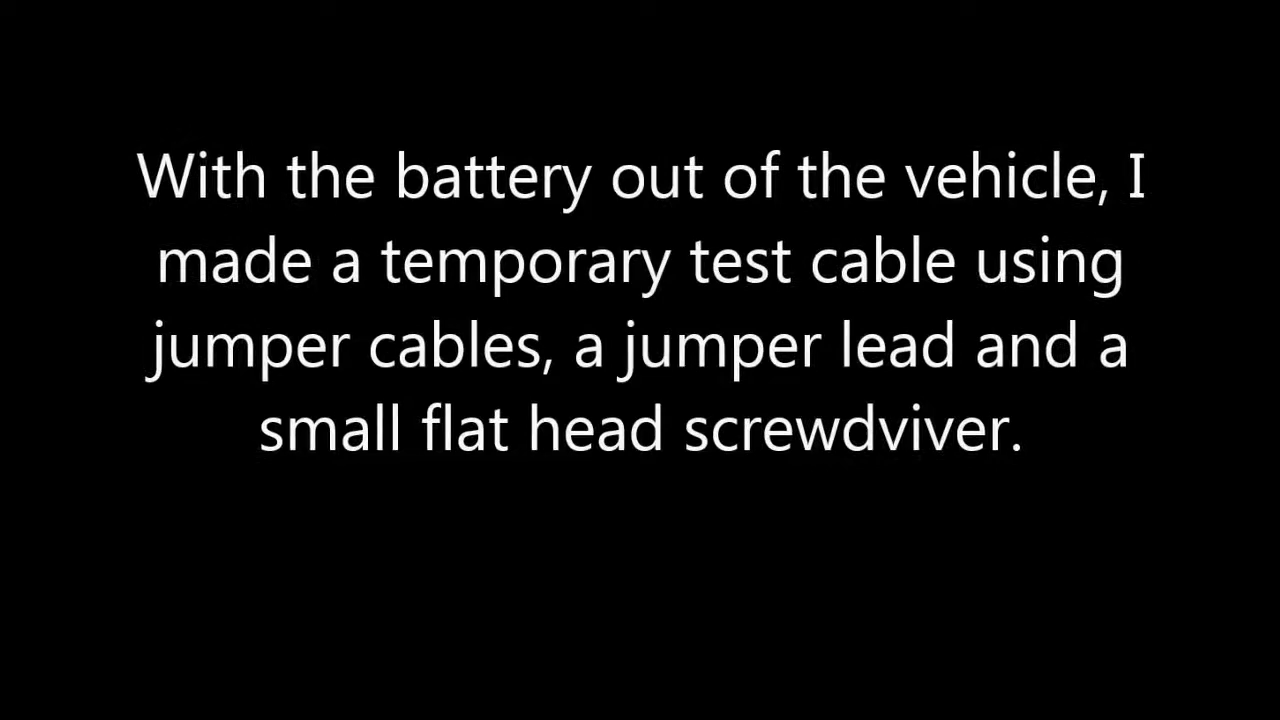 With the battery out of the vehicle, I
made a temporary test cable using
jumper cables, a jumper lead and a
small flat head screwdviver.